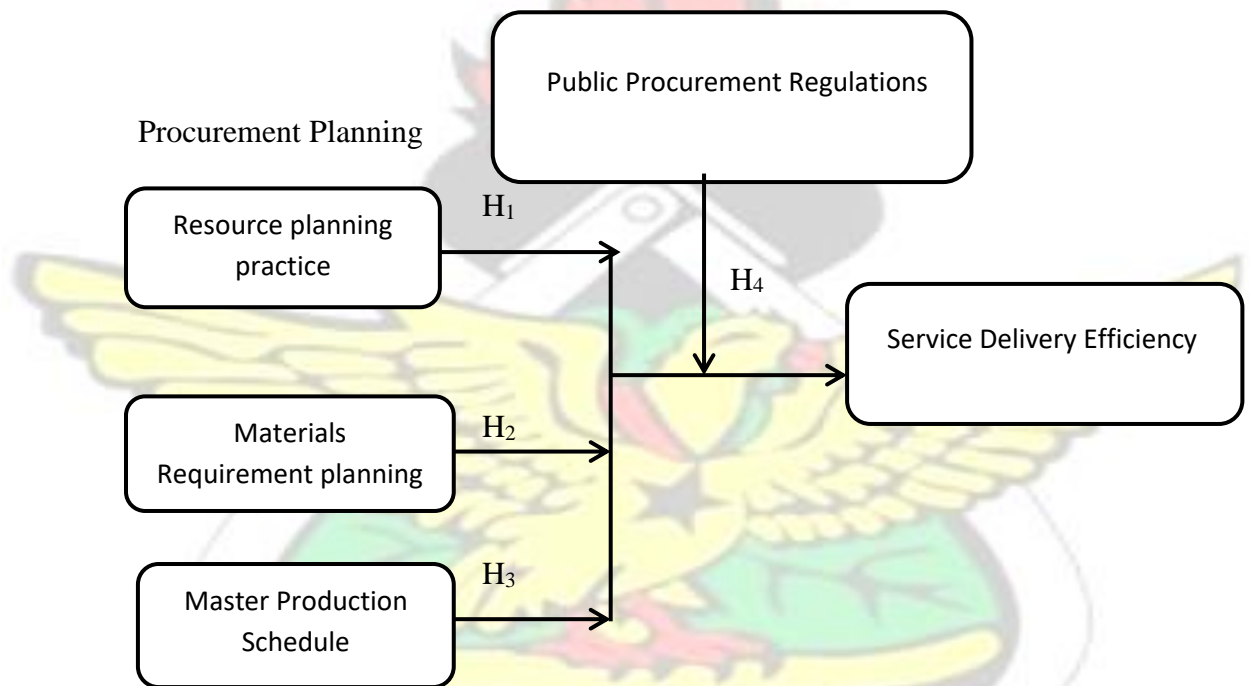 Public Procurement Regulations
Procurement Planning
Resource planning
practice
H₁
H₄
Service Delivery Efficiency
Materials
Requirement planning
H₂
Master Production
Schedule
H₃